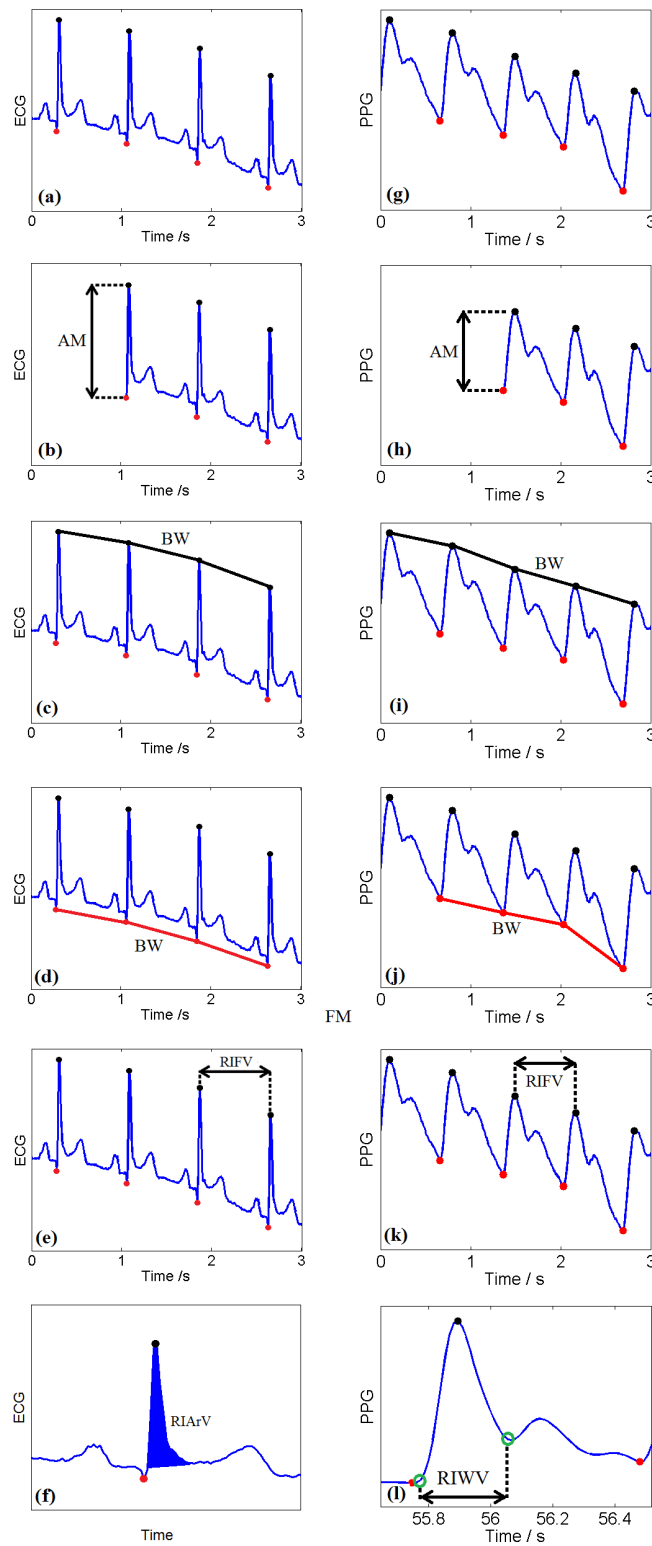 ECG
(a)
0 1 2 3
Time /s
PPG
(g)
0 1 2 3
Time /s
ECG
AM
(b)
0 1 2 3
Time /s
PPG
AM
(h)
0 1 2 3
Time /s
ECG
BW
(c)
0 1 2 3
Time /s
PPG
BW
(i)
0 1 2 3
Time /s
ECG
BW
(d)
0 1 2 3
Time /s
PPG
BW
(j)
0 1 2 3
Time /s
FM
ECG
RIFV
(e)
0 1 2 3
Time /s
PPG
RIFV
(k)
0 1 2 3
Time /s
ECG
RIArV
(f)
Time
PPG
RIWV
(l)
55.8 56 56.2 56.4
Time / s